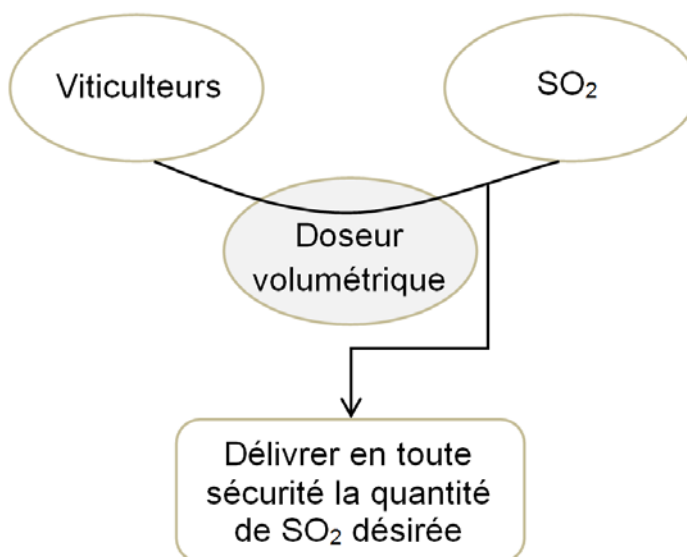 Viticulteurs
SO₂
Doseur
volumétrique
Délivrer en toute
sécurité la quantité
de SO₂ désirée